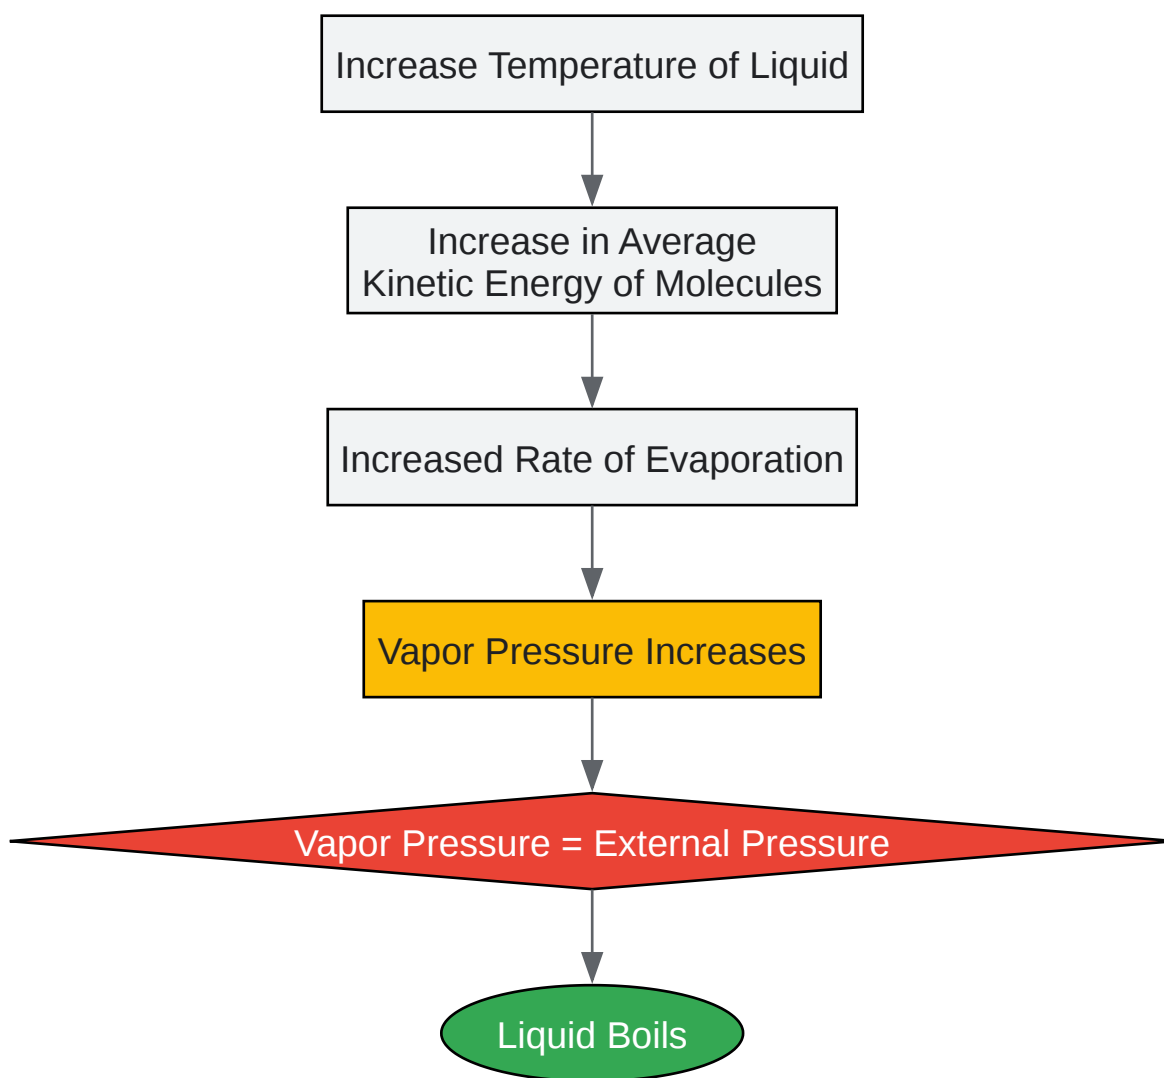 Increase Temperature of Liquid
Increase in Average
Kinetic Energy of Molecules
Increased Rate of Evaporation
Vapor Pressure Increases
Vapor Pressure = External Pressure
Liquid Boils